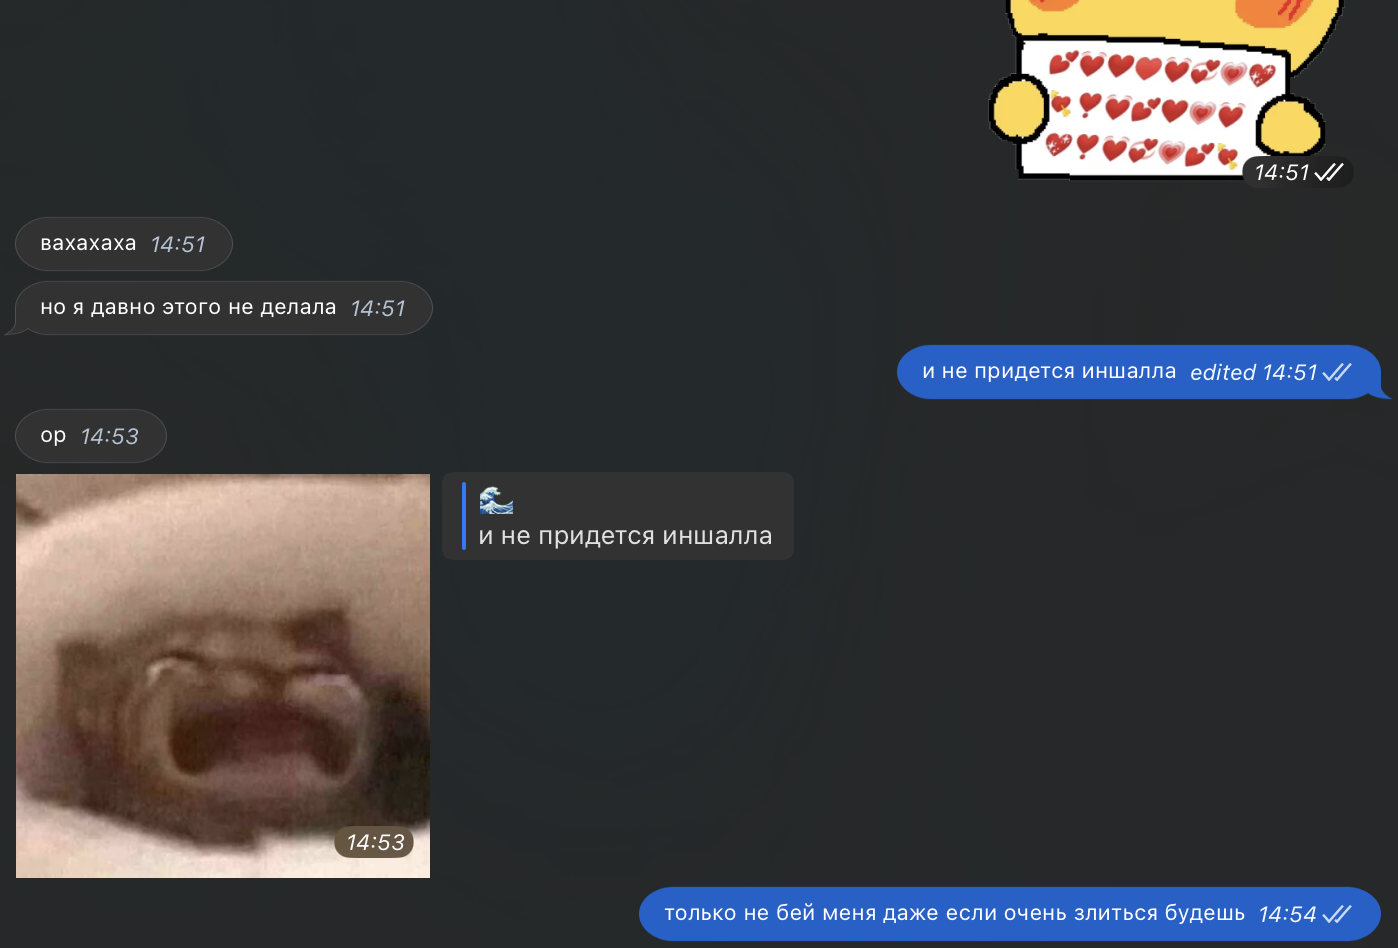 14:51
вахахаха 14:51
но я давно этого не делала 14:51
и не придется иншалла edited 14:51
ор 14:53
и не придется иншалла
14:53
только не бей меня даже если очень злиться будешь 14:54